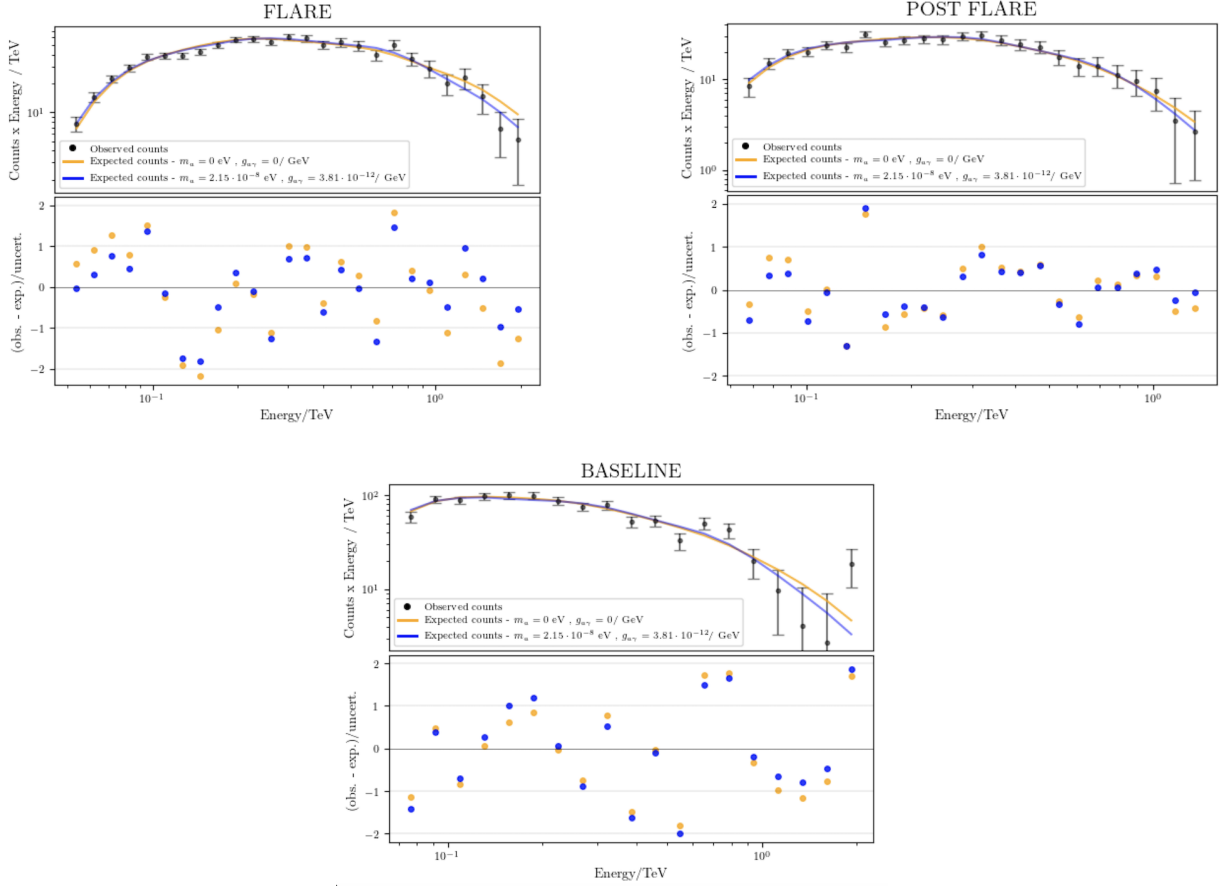 FLARE
Counts x Energy / TeV
10¹
Observed counts
Expected counts - mₐ = 0 eV , gₐᵧ = 0/ GeV
Expected counts - mₐ = 2.15 · 10⁻⁸ eV , gₐᵧ = 3.81 · 10⁻¹²/ GeV
(obs. - exp.)/uncert.
2
1
0
−1
−2
10⁻¹
10⁰
Energy/TeV
POST FLARE
Counts x Energy / TeV
10¹
10⁰
Observed counts
Expected counts - mₐ = 0 eV , gₐᵧ = 0/ GeV
Expected counts - mₐ = 2.15 · 10⁻⁸ eV , gₐᵧ = 3.81 · 10⁻¹²/ GeV
(obs. - exp.)/uncert.
2
1
0
−1
−2
10⁻¹
10⁰
Energy/TeV
BASELINE
Counts x Energy / TeV
10²
10¹
Observed counts
Expected counts - mₐ = 0 eV , gₐᵧ = 0/ GeV
Expected counts - mₐ = 2.15 · 10⁻⁸ eV , gₐᵧ = 3.81 · 10⁻¹²/ GeV
(obs. - exp.)/uncert.
2
1
0
−1
−2
10⁻¹
10⁰
Energy/TeV